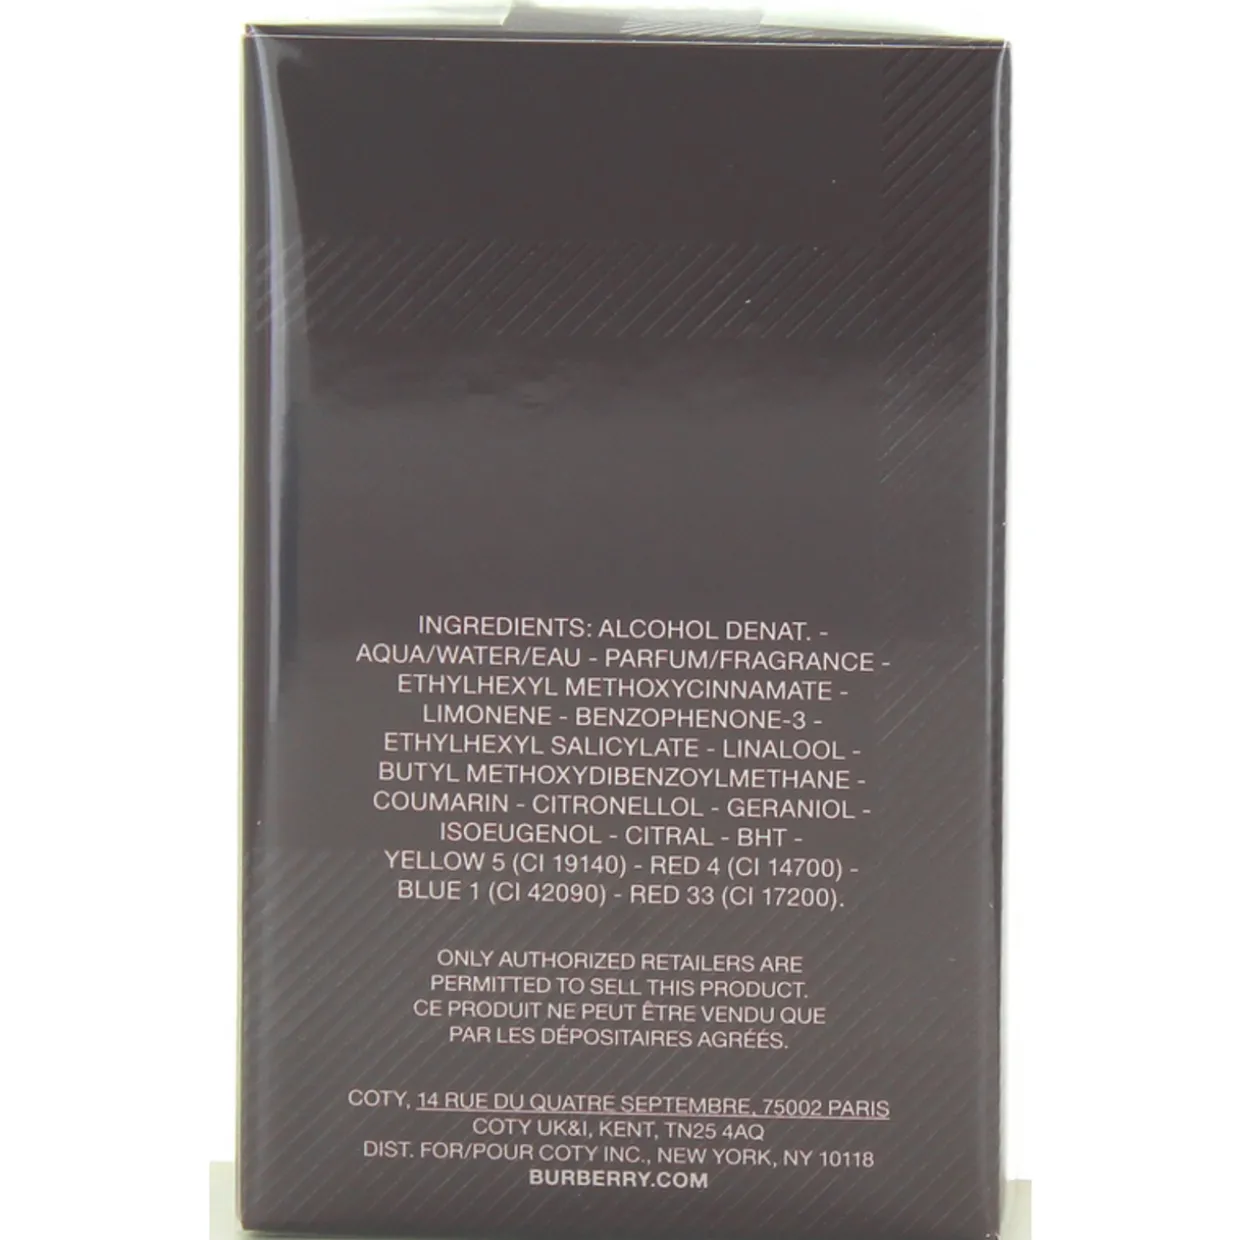 INGREDIENTS: ALCOHOL DENAT. -
AQUA/WATER/EAU - PARFUM/FRAGRANCE -
ETHYLHEXYL METHOXYCINNAMATE -
LIMONENE - BENZOPHENONE-3 -
ETHYLHEXYL SALICYLATE - LINALOOL -
BUTYL METHOXYDIBENZOYLMETHANE -
COUMARIN - CITRONELLOL - GERANIOL -
ISOEUGENOL - CITRAL - BHT -
YELLOW 5 (CI 19140) - RED 4 (CI 14700) -
BLUE 1 (CI 42090) - RED 33 (CI 17200).
ONLY AUTHORIZED RETAILERS ARE
PERMITTED TO SELL THIS PRODUCT.
CE PRODUIT NE PEUT ÊTRE VENDU QUE
PAR LES DÉPOSITAIRES AGRÉÉS.
COTY, 14 RUE DU QUATRE SEPTEMBRE, 75002 PARIS
COTY UK&I, KENT, TN25 4AQ
DIST. FOR/POUR COTY INC., NEW YORK, NY 10118
BURBERRY.COM